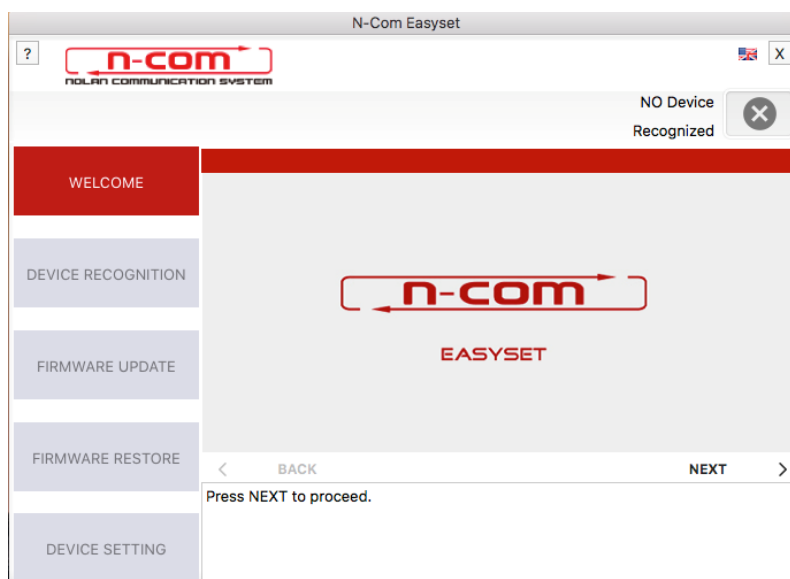 N-Com Easyset
?
n-com
NOLAN COMMUNICATION SYSTEM
X
NO Device
Recognized
WELCOME
DEVICE RECOGNITION
FIRMWARE UPDATE
FIRMWARE RESTORE
DEVICE SETTING
n-com
EASYSET
< BACK NEXT >
Press NEXT to proceed.